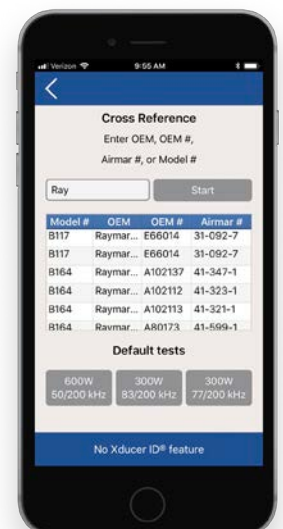 Verizon 9:55 AM
Cross Reference
Enter OEM, OEM #,
Airmar #, or Model #
Ray Start
Model # OEM OEM # Airmar #
B117 Raymar... E66014 31-092-7
B117 Raymar... E66014 31-092-7
B164 Raymar... A102137 41-347-1
B164 Raymar... A102112 41-323-1
B164 Raymar... A102113 41-321-1
B164 Raymar... A80173 41-599-1
Default tests
600W 300W 300W
50/200 kHz 83/200 kHz 77/200 kHz
No Xducer ID® feature